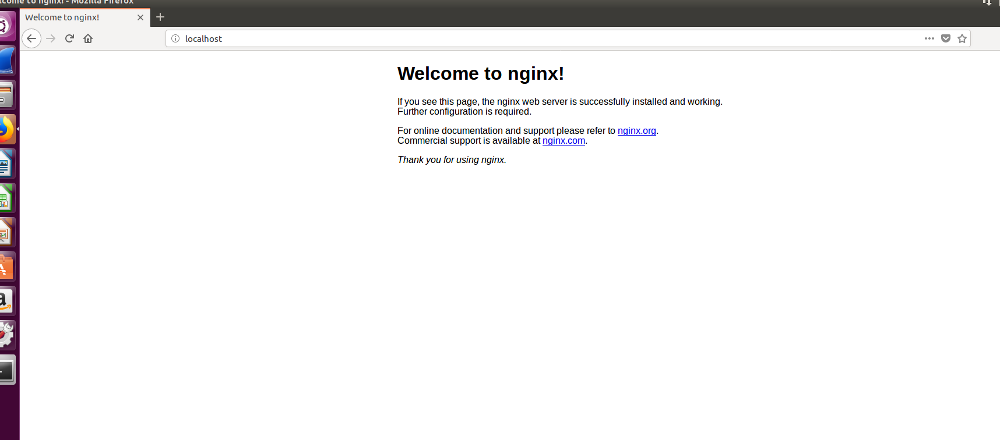 come to nginx! - Mozilla Firefox
Welcome to nginx!
localhost
Welcome to nginx!
If you see this page, the nginx web server is successfully installed and working.
Further configuration is required.
For online documentation and support please refer to nginx.org.
Commercial support is available at nginx.com.
Thank you for using nginx.